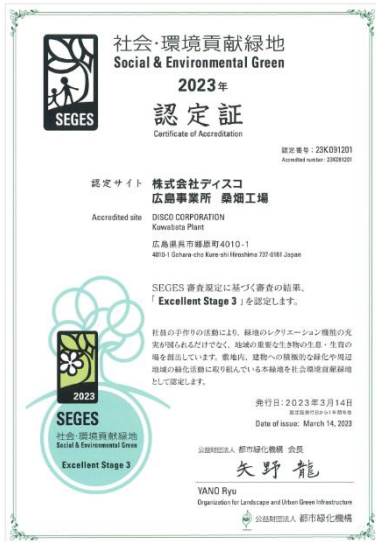 社会・環境貢献緑地
Social & Environmental Green
2023年
SEGES
認定証
Certificate of Accreditation
認定番号：23K091201
Accredited number: 23K091201
認定サイト 株式会社ディスコ
広島事業所 桑畑工場
Accredited site DISCO CORPORATION
Kuwabata Plant
広島県呉市郷原町4010-1
4010-1 Gohara-cho Kure-shi Hiroshima 737-0161 Japan
SEGES 審査規定に基づく審査の結果、
「 Excellent Stage 3 」を認定します。
社員の手作りの活動により、緑地のレクリエーション機能の充
実が図られるだけでなく、地域の重要な生き物の生息・生育の
場を創出しています。敷地内、建物への積極的な緑化や周辺
地域の緑化活動に取り組んでいる本緑地を社会環境貢献緑地
として認定します。
2023
SEGES
社会・環境貢献緑地
Social & Environmental Green
Excellent Stage 3
発行日：2023年3月14日
Date of issue: March 14, 2023
公益財団法人 都市緑化機構 会長
矢野 龍
YANO Ryu
Organization for Landscape and Urban Green Infrastructure
公益財団法人 都市緑化機構